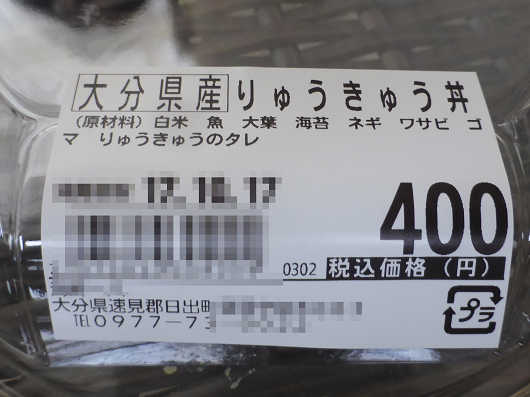 大分県産りゅうきゅう丼
(原材料) 白米 魚 大葉 海苔 ネギ ワサビ ゴ
マ りゅうきゅうのタレ
17.10.17
400
0302 税込価格(円)
大分県速見郡日出町
TEL0977-7
プラ